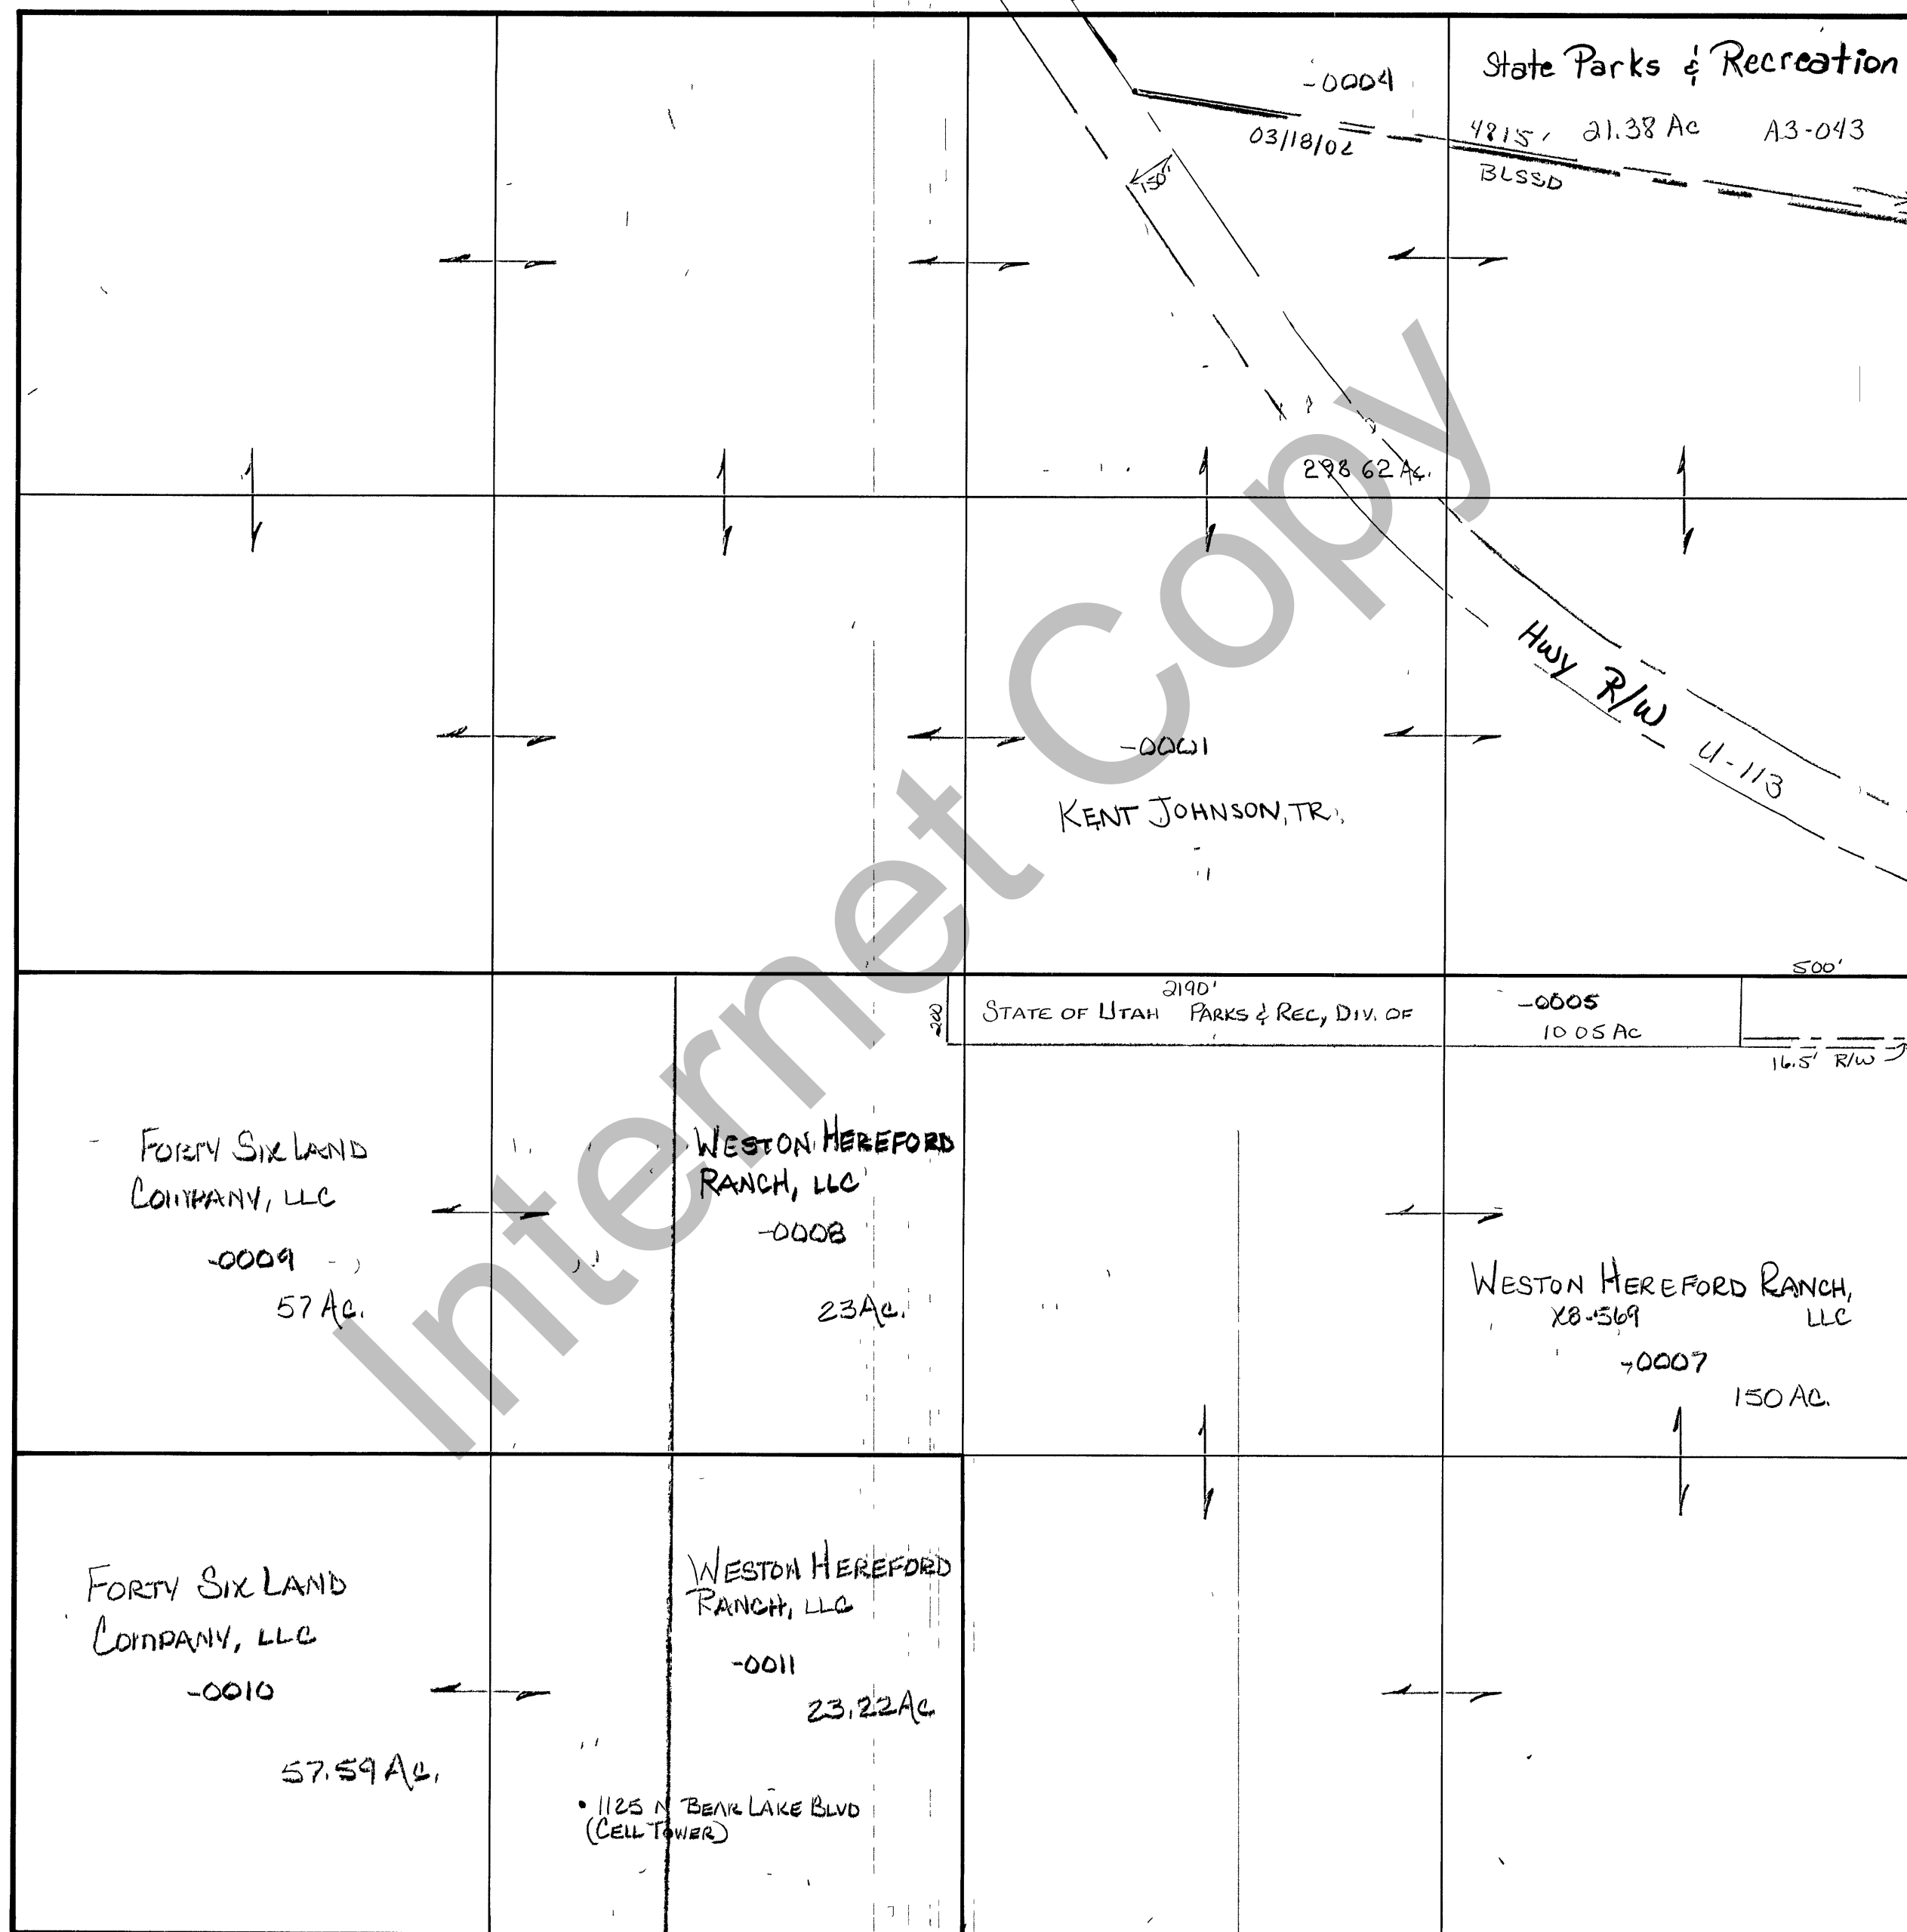 State Parks & Recreation
-0004
03/18/02
4815'
21.38 Ac
A3-043
BLSSD
150'
298 62 Ac.
Hwy R/W U-113
-0001
KENT JOHNSON, TR.
500'
2190'
200
STATE OF UTAH PARKS & REC, DIV. OF
-0005
10 05 AC
16.5' R/W
FORTY SIX LAND
COMPANY, LLC
-0009
57 Ac.
WESTON HEREFORD
RANCH, LLC
-0008
23 Ac.
WESTON HEREFORD RANCH,
X8-569
LLC
-0007
150 AC.
FORTY SIX LAND
COMPANY, LLC
-0010
57.59 Ac.
WESTON HEREFORD
RANCH, LLC
-0011
23.22 Ac
• 1125 N BEAR LAKE BLVD
(CELL TOWER)
Internet Copy